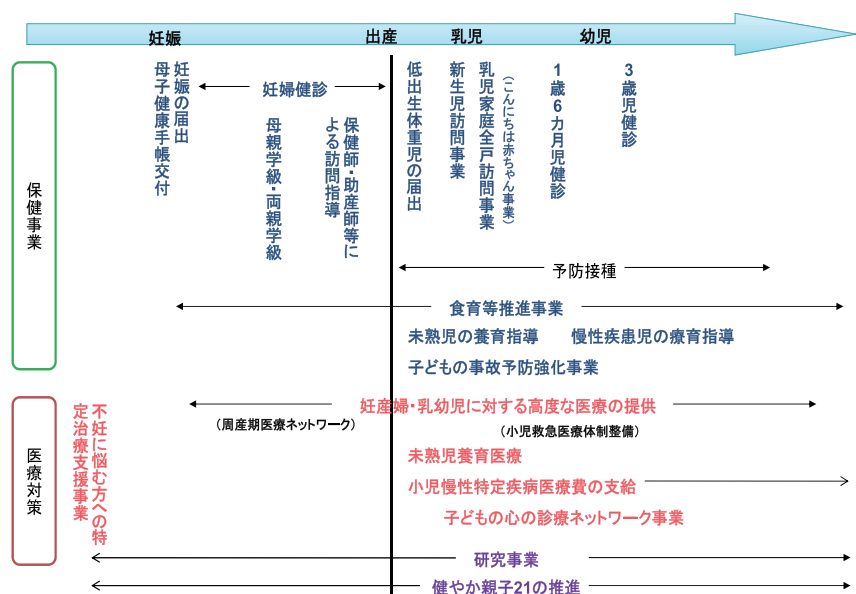 妊娠
出産
乳児
幼児
保健事業
妊娠の届出
母子健康手帳交付
妊婦健診
母親学級・両親学級
保健師・助産師等に
よる訪問指導
低出生体重児の届出
新生児訪問事業
乳児家庭全戸訪問事業
（こんにちは赤ちゃん事業）
1歳6カ月児健診
3歳児健診
予防接種
食育等推進事業
未熟児の養育指導
慢性疾患児の療育指導
子どもの事故予防強化事業
医療対策
不妊に悩む方への特
定治療支援事業
妊産婦・乳幼児に対する高度な医療の提供
（周産期医療ネットワーク）
（小児救急医療体制整備）
未熟児養育医療
小児慢性特定疾病医療費の支給
子どもの心の診療ネットワーク事業
研究事業
健やか親子21の推進